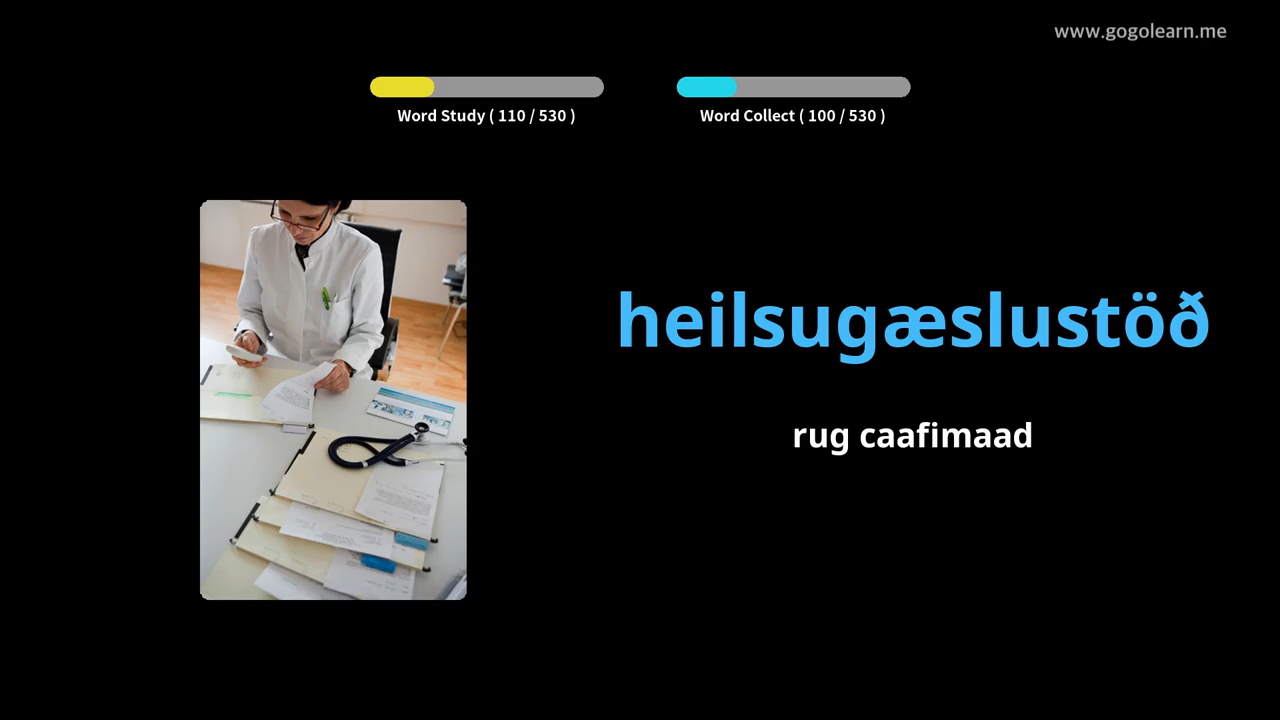 www.gogolearn.me
Word Study ( 110 / 530 )
Word Collect ( 100 / 530 )
heilsugæslustöð
rug caafimaad